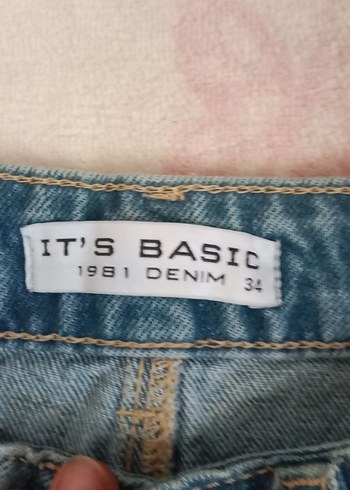 IT'S BASIC
1981 DENIM 34